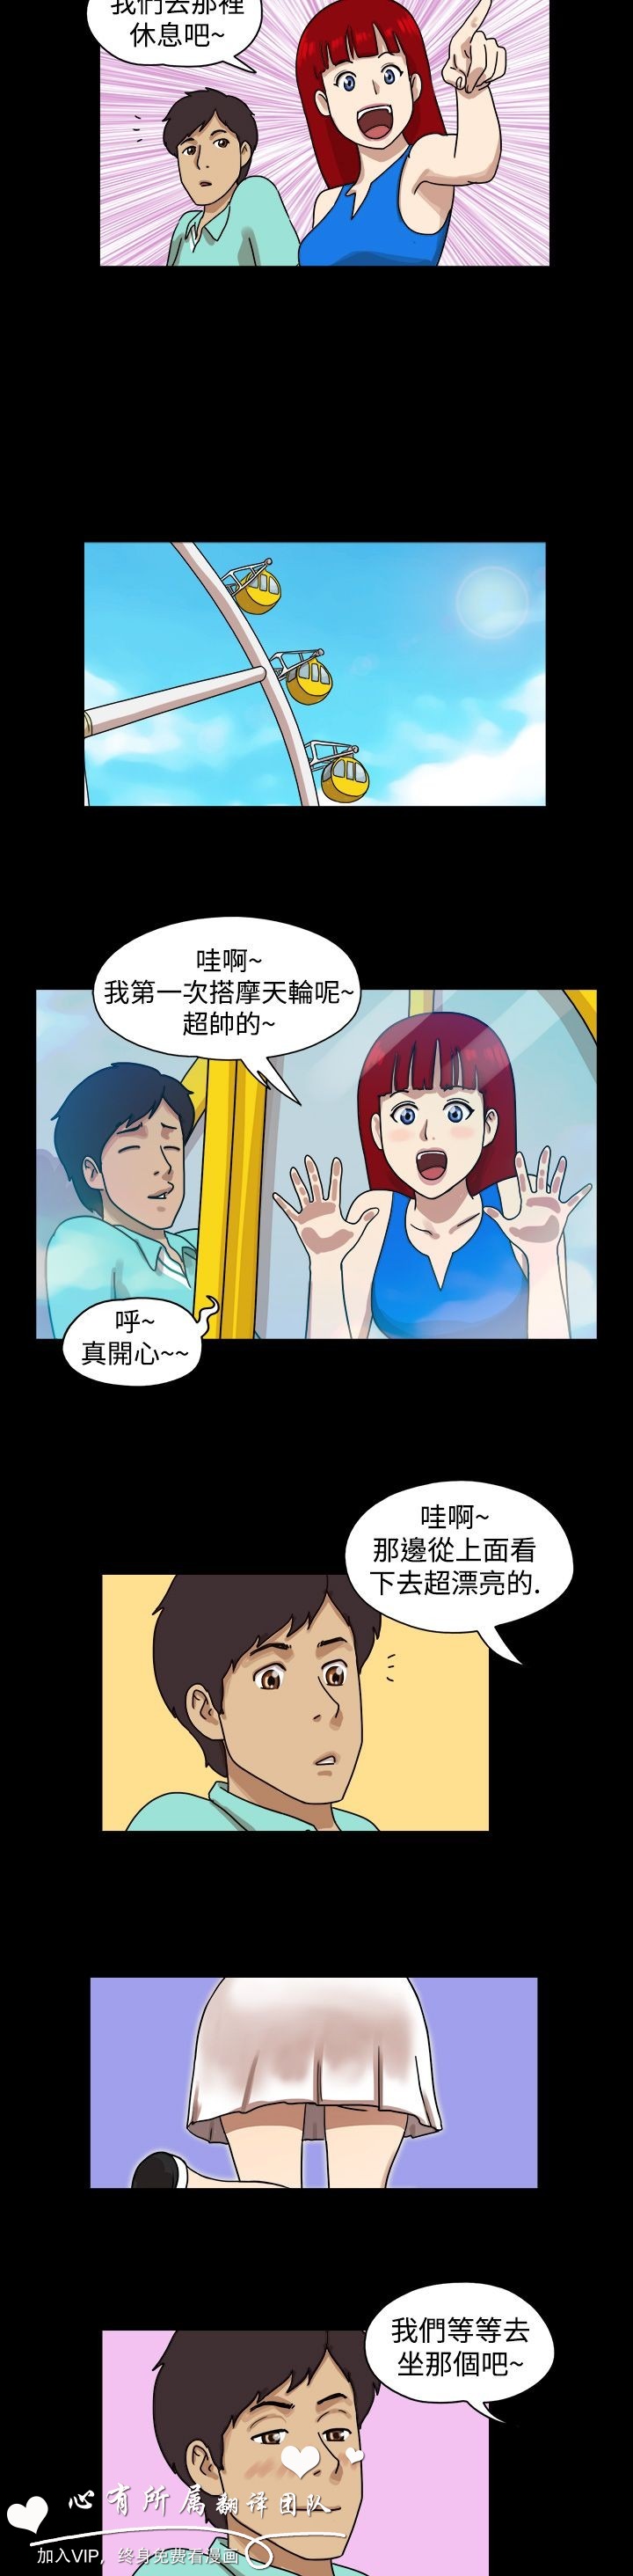 我們去那裡
休息吧~
哇啊~
我第一次搭摩天輪呢~
超帥的~
呼~
真開心~~
哇啊~
那邊從上面看
下去超漂亮的.
我們等等去
坐那個吧~
心有所属翻译团队
加入VIP，终身免费看漫画